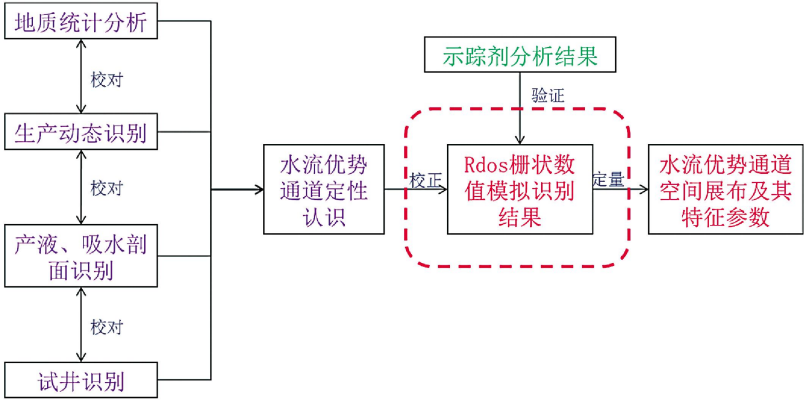 地质统计分析
校对
生产动态识别
校对
产液、吸水剖
面识别
校对
试井识别
水流优势
通道定性
认识
校正
示踪剂分析结果
验证
Rdos栅状数
值模拟识别
结果
定量
水流优势通道
空间展布及其
特征参数